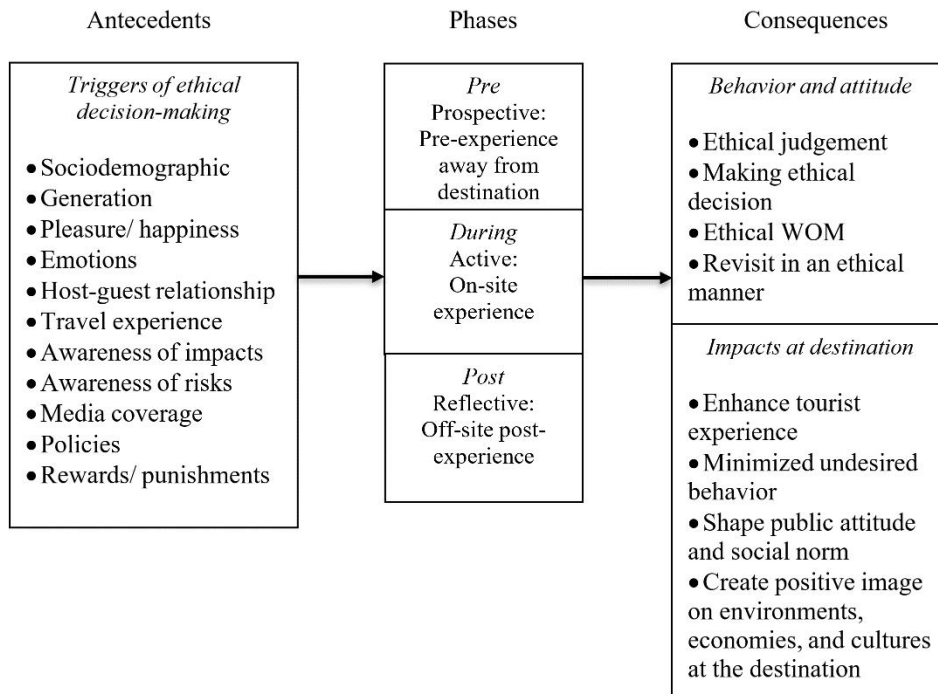 Antecedents
Phases
Consequences
Triggers of ethical
decision-making
• Sociodemographic
• Generation
• Pleasure/ happiness
• Emotions
• Host-guest relationship
• Travel experience
• Awareness of impacts
• Awareness of risks
• Media coverage
• Policies
• Rewards/ punishments
Pre
Prospective:
Pre-experience
away from
destination
During
Active:
On-site
experience
Post
Reflective:
Off-site post-
experience
Behavior and attitude
• Ethical judgement
• Making ethical
decision
• Ethical WOM
• Revisit in an ethical
manner
Impacts at destination
• Enhance tourist
experience
• Minimized undesired
behavior
• Shape public attitude
and social norm
• Create positive image
on environments,
economies, and cultures
at the destination